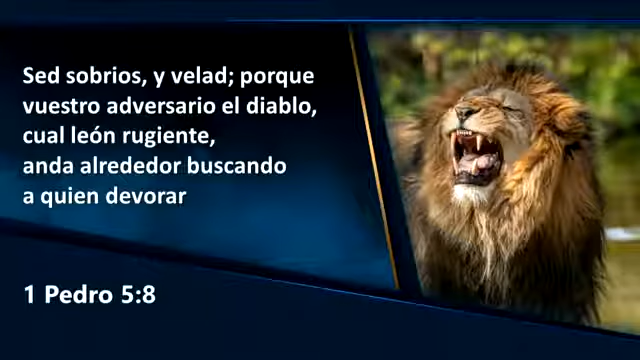 Sed sobrios, y velad; porque
vuestro adversario el diablo,
cual león rugiente,
anda alrededor buscando
a quien devorar
1 Pedro 5:8